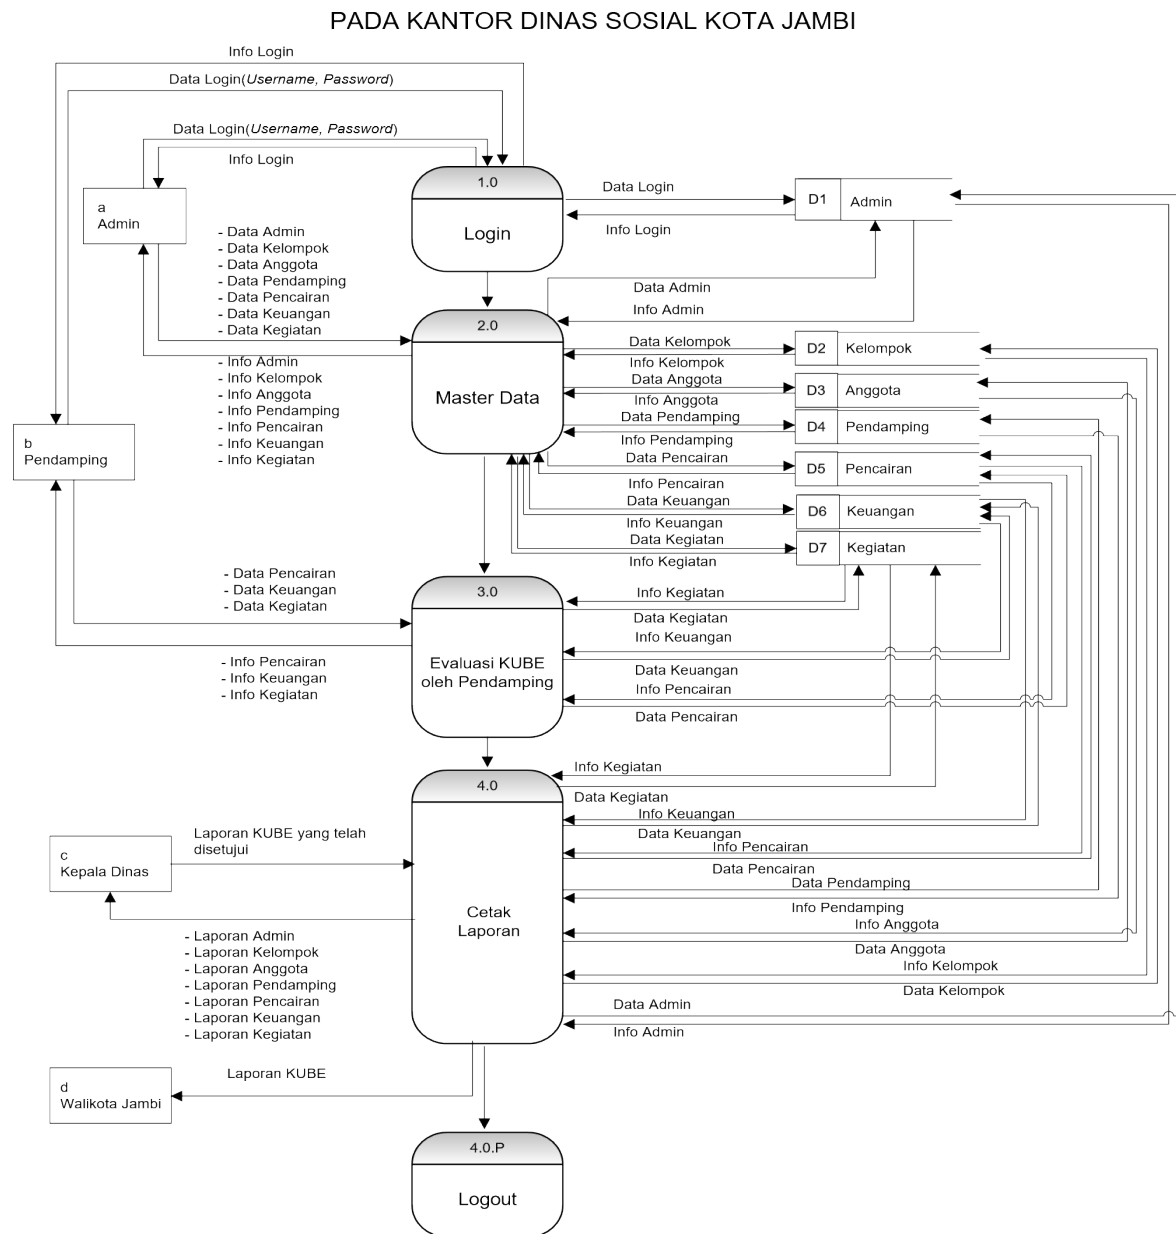 PADA KANTOR DINAS SOSIAL KOTA JAMBI
Info Login
Data Login(Username, Password)
Data Login(Username, Password)
Info Login
1.0
Login
Data Login
Info Login
D1
Admin
a
Admin
- Data Admin
- Data Kelompok
- Data Anggota
- Data Pendamping
- Data Pencairan
- Data Keuangan
- Data Kegiatan
Data Admin
Info Admin
2.0
Master Data
- Info Admin
- Info Kelompok
- Info Anggota
- Info Pendamping
- Info Pencairan
- Info Keuangan
- Info Kegiatan
Data Kelompok
Info Kelompok
Data Anggota
Info Anggota
Data Pendamping
Info Pendamping
Data Pencairan
Info Pencairan
Data Keuangan
Info Keuangan
Data Kegiatan
Info Kegiatan
D2
Kelompok
D3
Anggota
D4
Pendamping
D5
Pencairan
D6
Keuangan
D7
Kegiatan
b
Pendamping
- Data Pencairan
- Data Keuangan
- Data Kegiatan
3.0
Evaluasi KUBE
oleh Pendamping
- Info Pencairan
- Info Keuangan
- Info Kegiatan
Info Kegiatan
Data Kegiatan
Info Keuangan
Data Keuangan
Info Pencairan
Data Pencairan
4.0
Cetak
Laporan
Info Kegiatan
Data Kegiatan
Info Keuangan
Data Keuangan
Info Pencairan
Data Pencairan
Data Pendamping
Info Pendamping
Info Anggota
Data Anggota
Info Kelompok
Data Kelompok
Data Admin
Info Admin
c
Kepala Dinas
Laporan KUBE yang telah
disetujui
- Laporan Admin
- Laporan Kelompok
- Laporan Anggota
- Laporan Pendamping
- Laporan Pencairan
- Laporan Keuangan
- Laporan Kegiatan
d
Walikota Jambi
Laporan KUBE
4.0.P
Logout